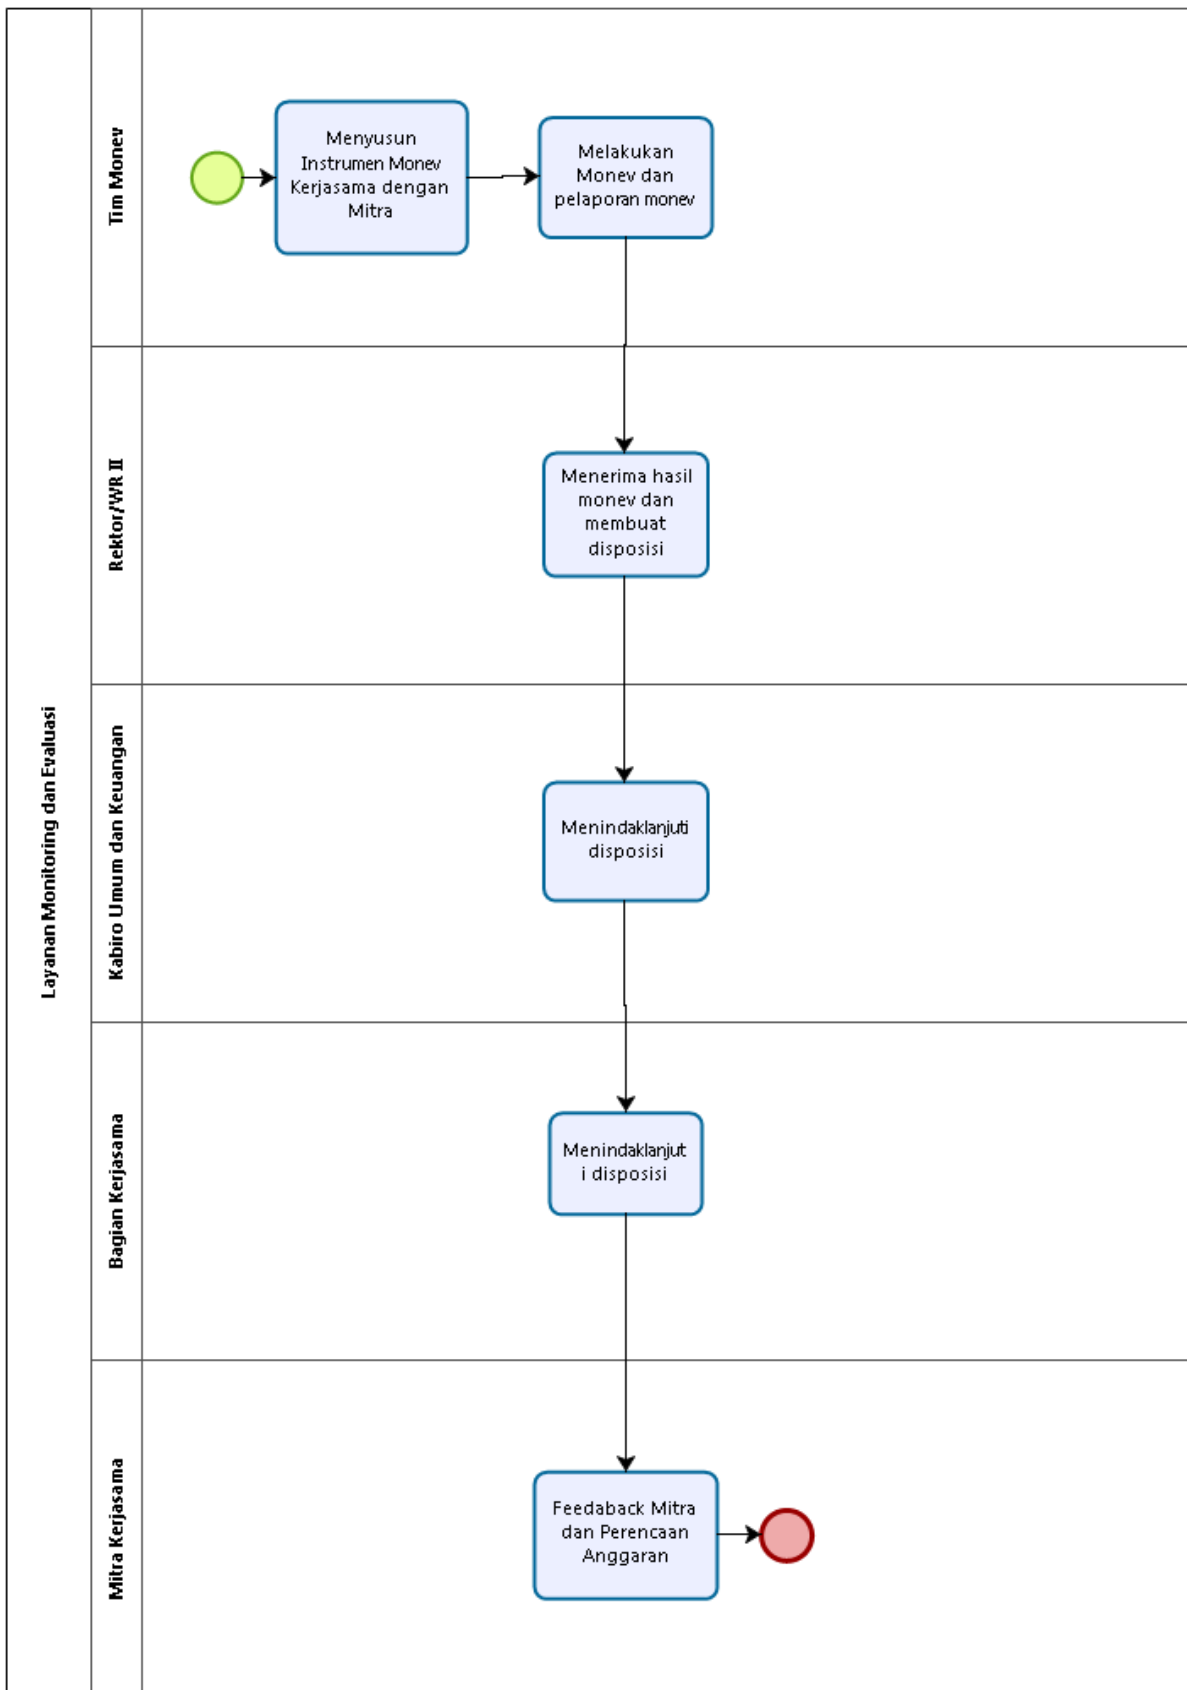 Layanan Monitoring dan Evaluasi
Tim Monev
Menyusun
Instrumen Monev
Kerjasama dengan
Mitra
Melakukan
Monev dan
pelaporan monev
Rektor/WR II
Menerima hasil
monev dan
membuat
disposisi
Kabiro Umum dan Keuangan
Menindaklanjuti
disposisi
Bagian Kerjasama
Menindaklanjut
i disposisi
Mitra Kerjasama
Feedaback Mitra
dan Perencaan
Anggaran